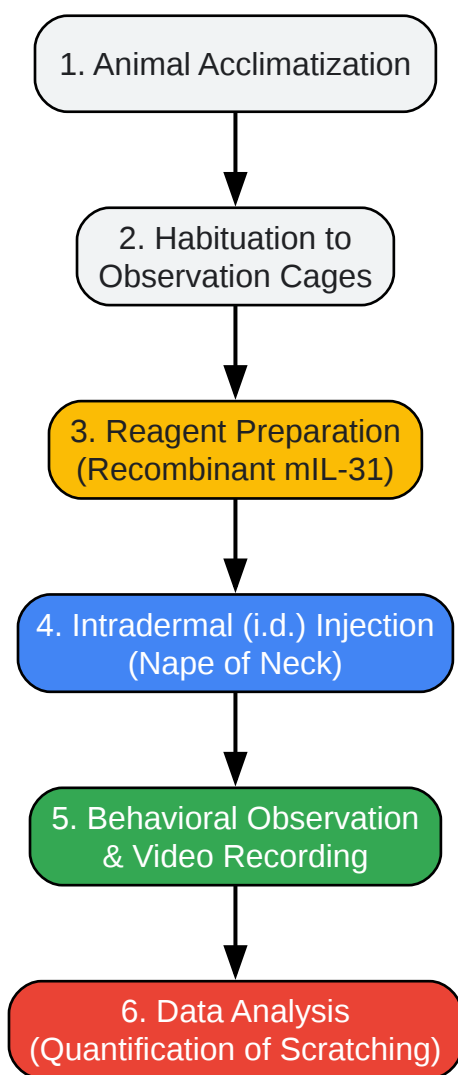 1. Animal Acclimatization
2. Habituation to
Observation Cages
3. Reagent Preparation
(Recombinant mIL-31)
4. Intradermal (i.d.) Injection
(Nape of Neck)
5. Behavioral Observation
& Video Recording
6. Data Analysis
(Quantification of Scratching)